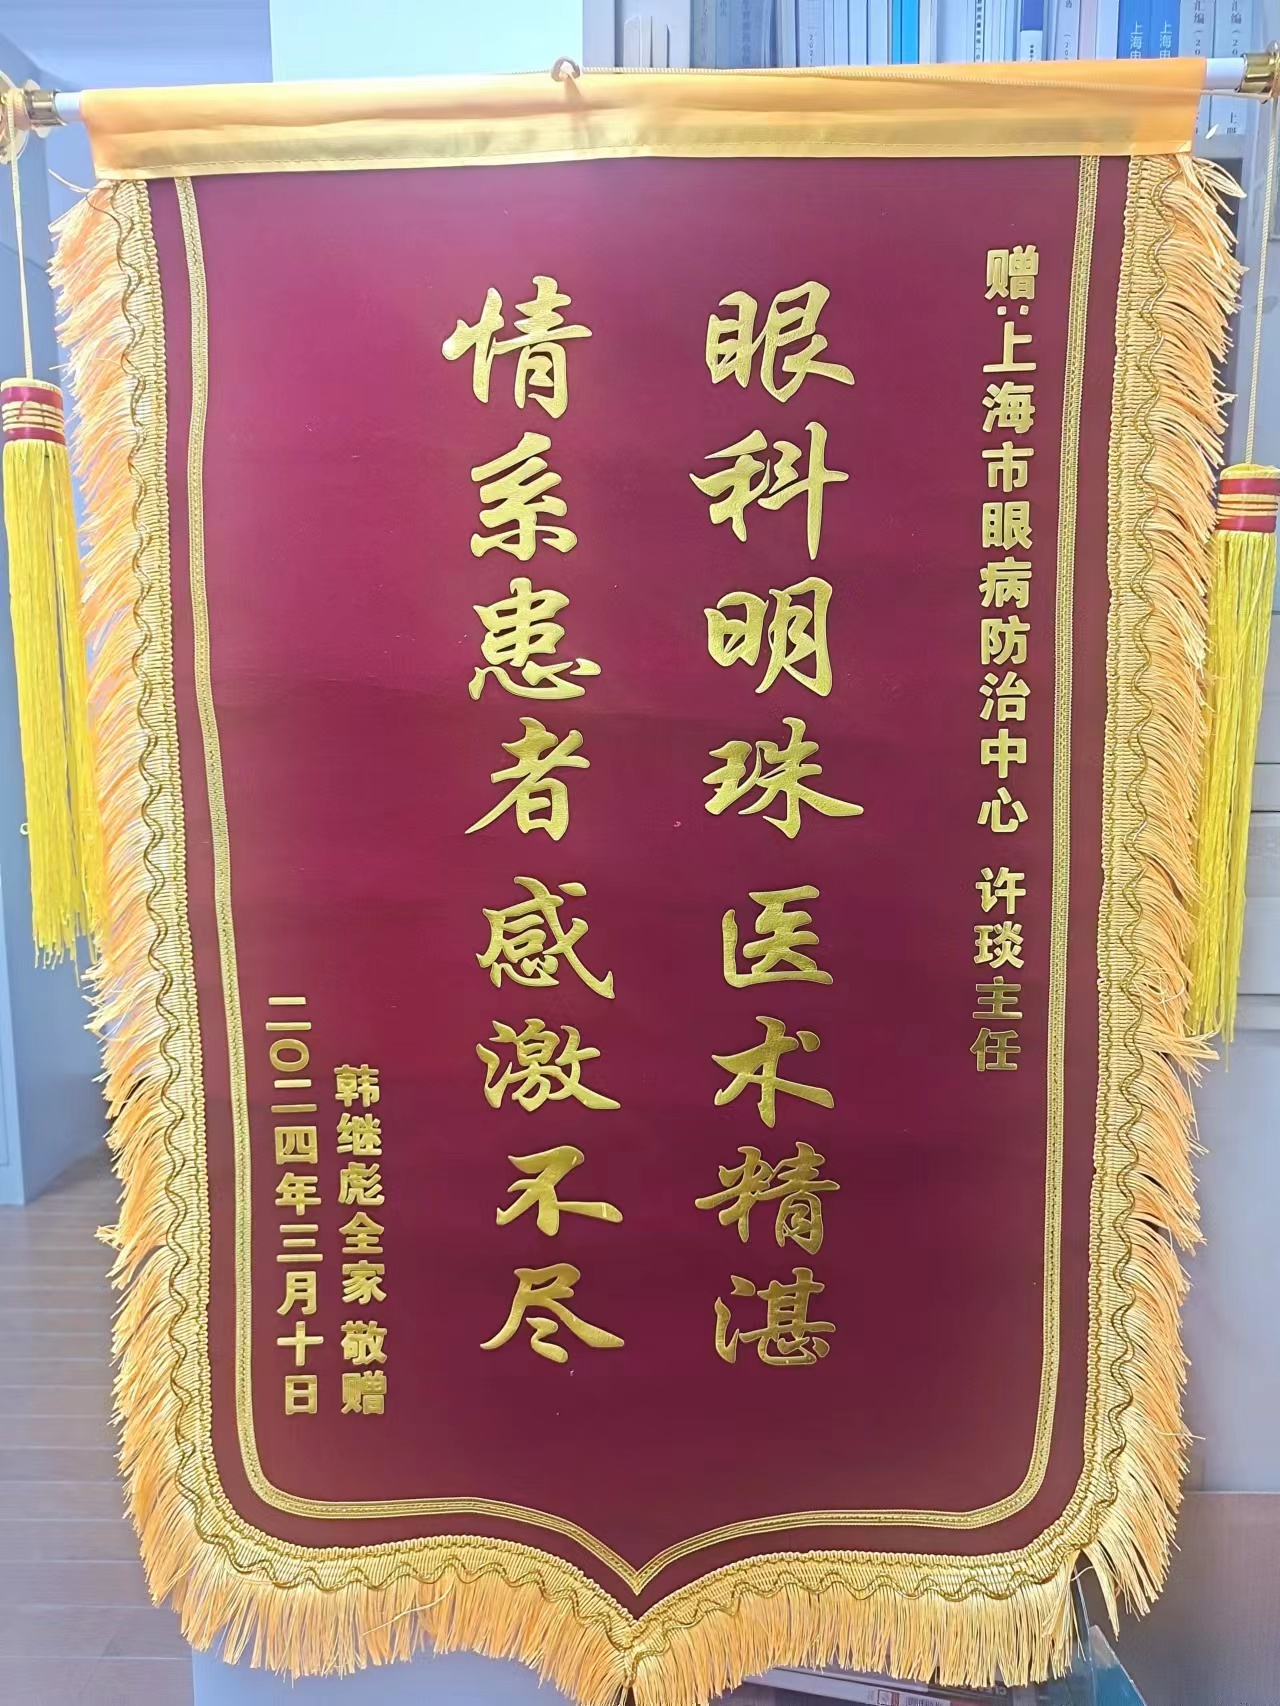 赠:上海市眼病防治中心 许琰主任
眼科明珠医术精湛
情系患者感激不尽
韩继彪全家 敬赠
二〇二四年三月十日